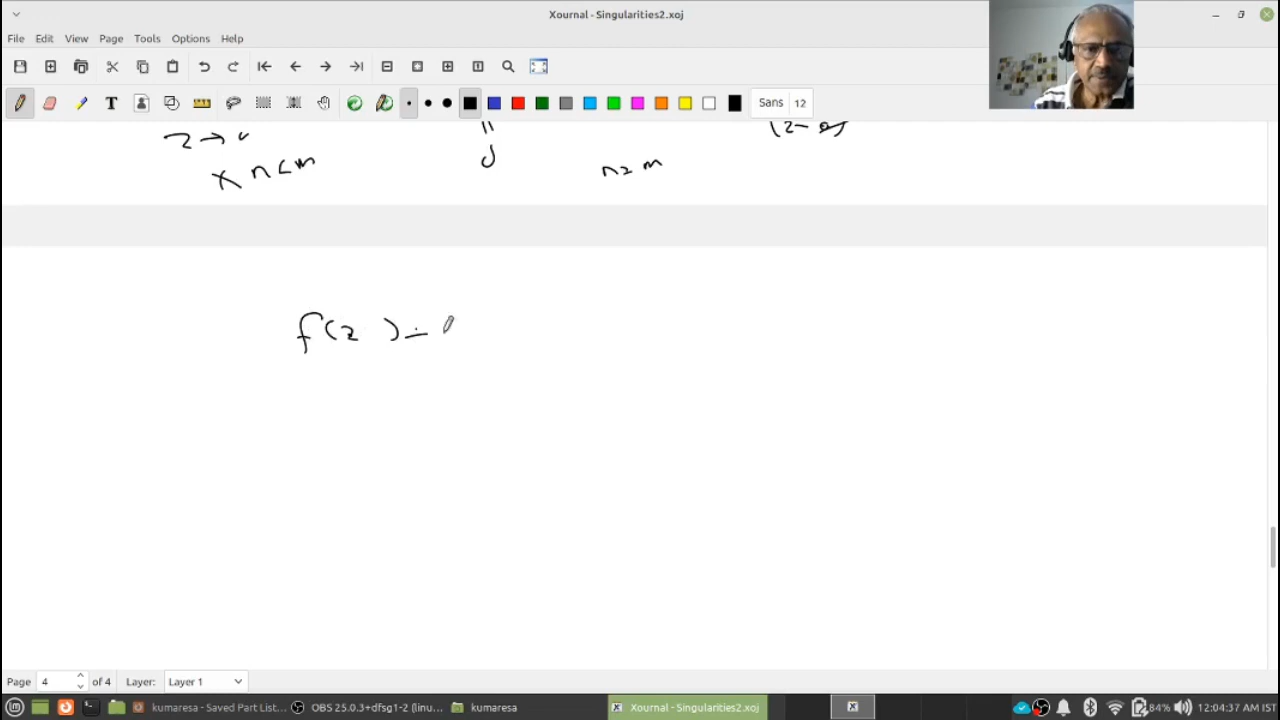 Xournal - Singularities2.xoj
File Edit View Page Tools Options Help
Sans 12
z →
x n < m
n ≥ m
f(z ) =
Page 4 of 4 Layer: Layer 1
kumaresa - Saved Part List... OBS 25.0.3+dfsg1-2 (linu... kumaresa Xournal - Singularities2.xoj 84% 12:04:37 AM IST